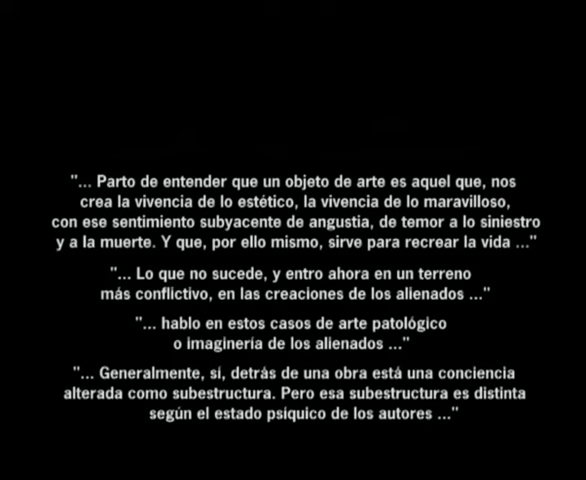 "... Parto de entender que un objeto de arte es aquel que, nos
crea la vivencia de lo estético, la vivencia de lo maravilloso,
con ese sentimiento subyacente de angustia, de temor a lo siniestro
y a la muerte. Y que, por ello mismo, sirve para recrear la vida ..."
"... Lo que no sucede, y entro ahora en un terreno
más conflictivo, en las creaciones de los alienados ..."
"... hablo en estos casos de arte patológico
o imaginería de los alienados ..."
"... Generalmente, sí, detrás de una obra está una conciencia
alterada como subestructura. Pero esa subestructura es distinta
según el estado psíquico de los autores ..."